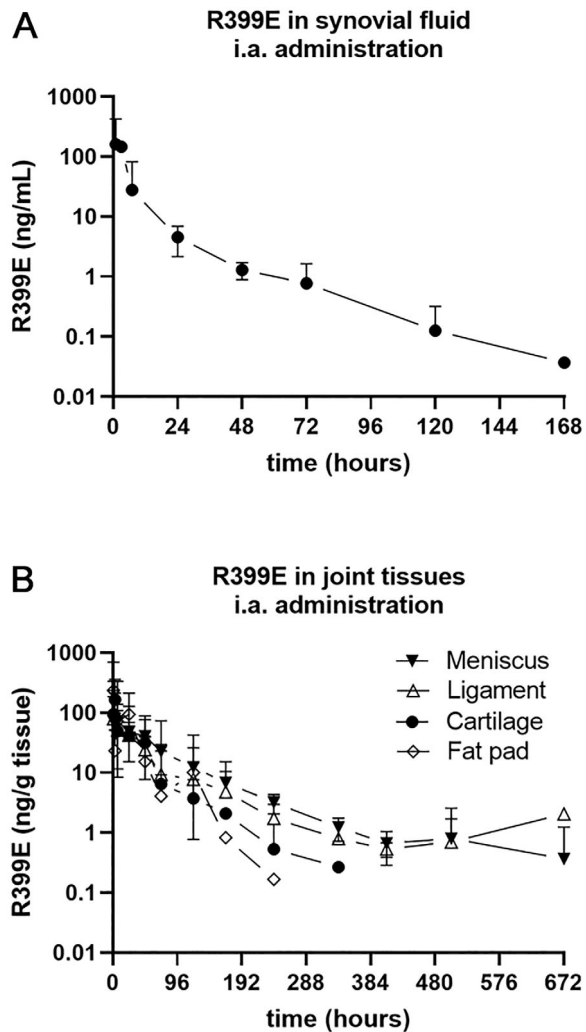 A
R399E in synovial fluid
i.a. administration
R399E (ng/mL)
1000
100
10
1
0.1
0.01
0 24 48 72 96 120 144 168
time (hours)
B
R399E in joint tissues
i.a. administration
R399E (ng/g tissue)
1000
100
10
1
0.1
0.01
Meniscus
Ligament
Cartilage
Fat pad
0 96 192 288 384 480 576 672
time (hours)